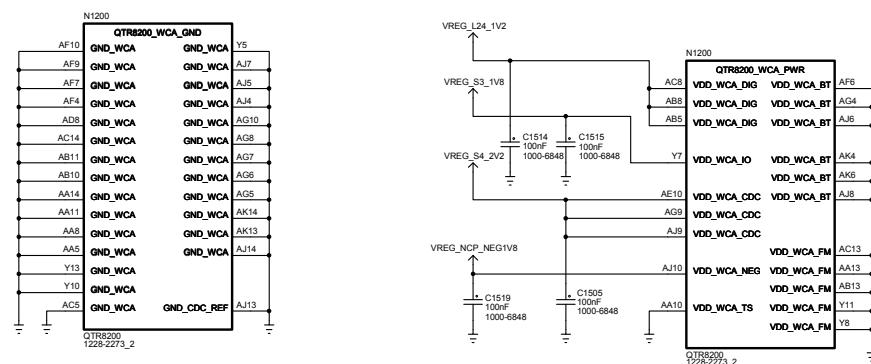 N1200
QTR8200_WCA_GND
AF10 GND_WCA GND_WCA Y5
AF9 GND_WCA GND_WCA AJ7
AF7 GND_WCA GND_WCA AJ5
AF4 GND_WCA GND_WCA AJ4
AD8 GND_WCA GND_WCA AG10
AC14 GND_WCA GND_WCA AG8
AB11 GND_WCA GND_WCA AG7
AB10 GND_WCA GND_WCA AG6
AA14 GND_WCA GND_WCA AG5
AA11 GND_WCA GND_WCA AK14
AA8 GND_WCA GND_WCA AK13
AA5 GND_WCA GND_WCA AJ14
Y13 GND_WCA
Y10 GND_WCA
AC5 GND_WCA GND_CDC_REF AJ13
QTR8200
1228-2273_2
VREG_L24_1V2
VREG_S3_1V8
VREG_S4_2V2
VREG_NCP_NEG1V8
C1514
100nF
1000-6848
C1515
100nF
1000-6848
C1519
100nF
1000-6848
C1505
100nF
1000-6848
N1200
QTR8200_WCA_PWR
AC8 VDD_WCA_DIG VDD_WCA_BT AF6
AB8 VDD_WCA_DIG VDD_WCA_BT AG4
AB5 VDD_WCA_DIG VDD_WCA_BT AJ6
Y7 VDD_WCA_IO VDD_WCA_BT AK4
VDD_WCA_BT AK6
AE10 VDD_WCA_CDC VDD_WCA_BT AJ8
AG9 VDD_WCA_CDC
AJ9 VDD_WCA_CDC
VDD_WCA_FM AC13
AJ10 VDD_WCA_NEG VDD_WCA_FM AA13
VDD_WCA_FM AB13
AA10 VDD_WCA_TS VDD_WCA_FM Y11
VDD_WCA_FM Y8
QTR8200
1228-2273_2